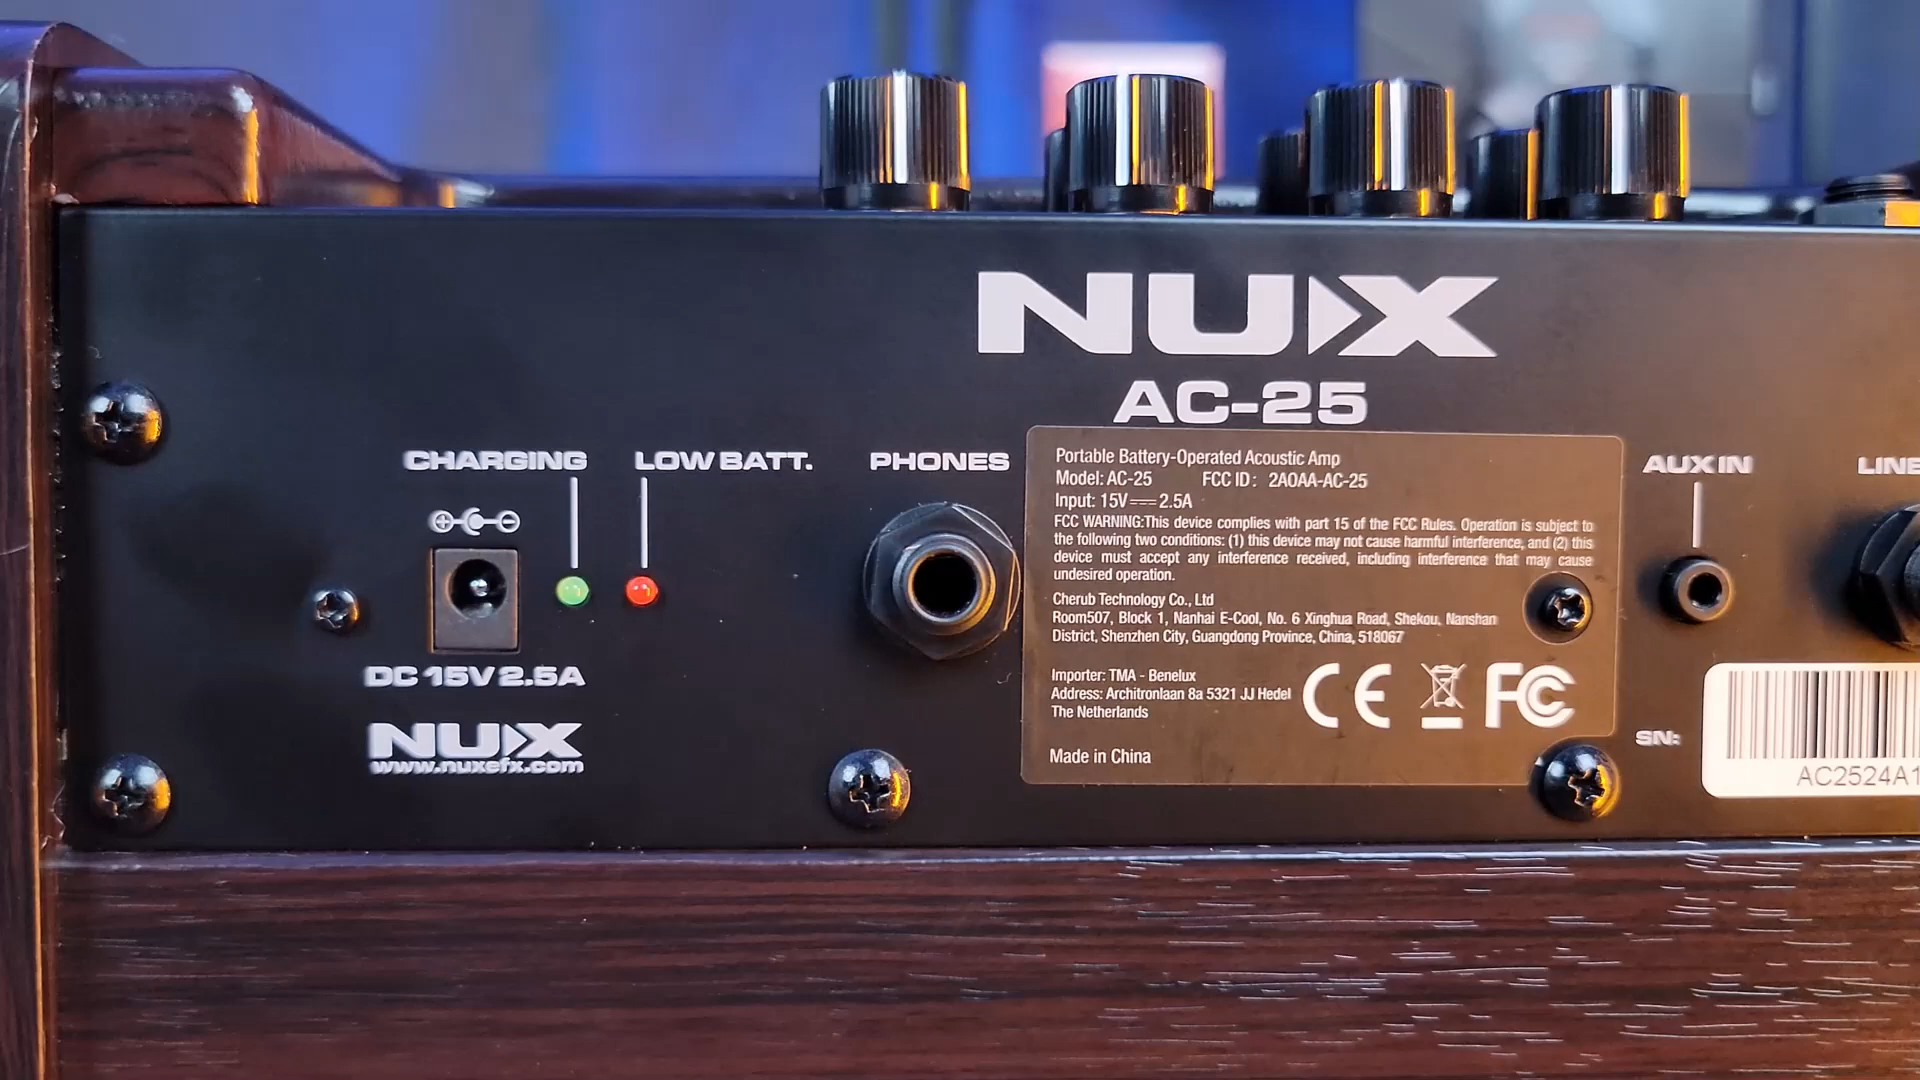 NUX
AC-25
CHARGING
LOW BATT.
PHONES
DC 15V 2.5A
NUX
www.nuxefx.com
Portable Battery-Operated Acoustic Amp
Model: AC-25 FCC ID: 2AOAA-AC-25
Input: 15V⎓2.5A
FCC WARNING:This device complies with part 15 of the FCC Rules. Operation is subject to
the following two conditions: (1) this device may not cause harmful interference, and (2) this
device must accept any interference received, including interference that may cause
undesired operation.
Cherub Technology Co., Ltd
Room507, Block 1, Nanhai E-Cool, No. 6 Xinghua Road, Shekou, Nanshan
District, Shenzhen City, Guangdong Province, China, 518067
Importer: TMA - Benelux
Address: Architronlaan 8a 5321 JJ Hedel
The Netherlands
CE FC
Made in China
AUX IN
LINE
SN:
AC2524A1